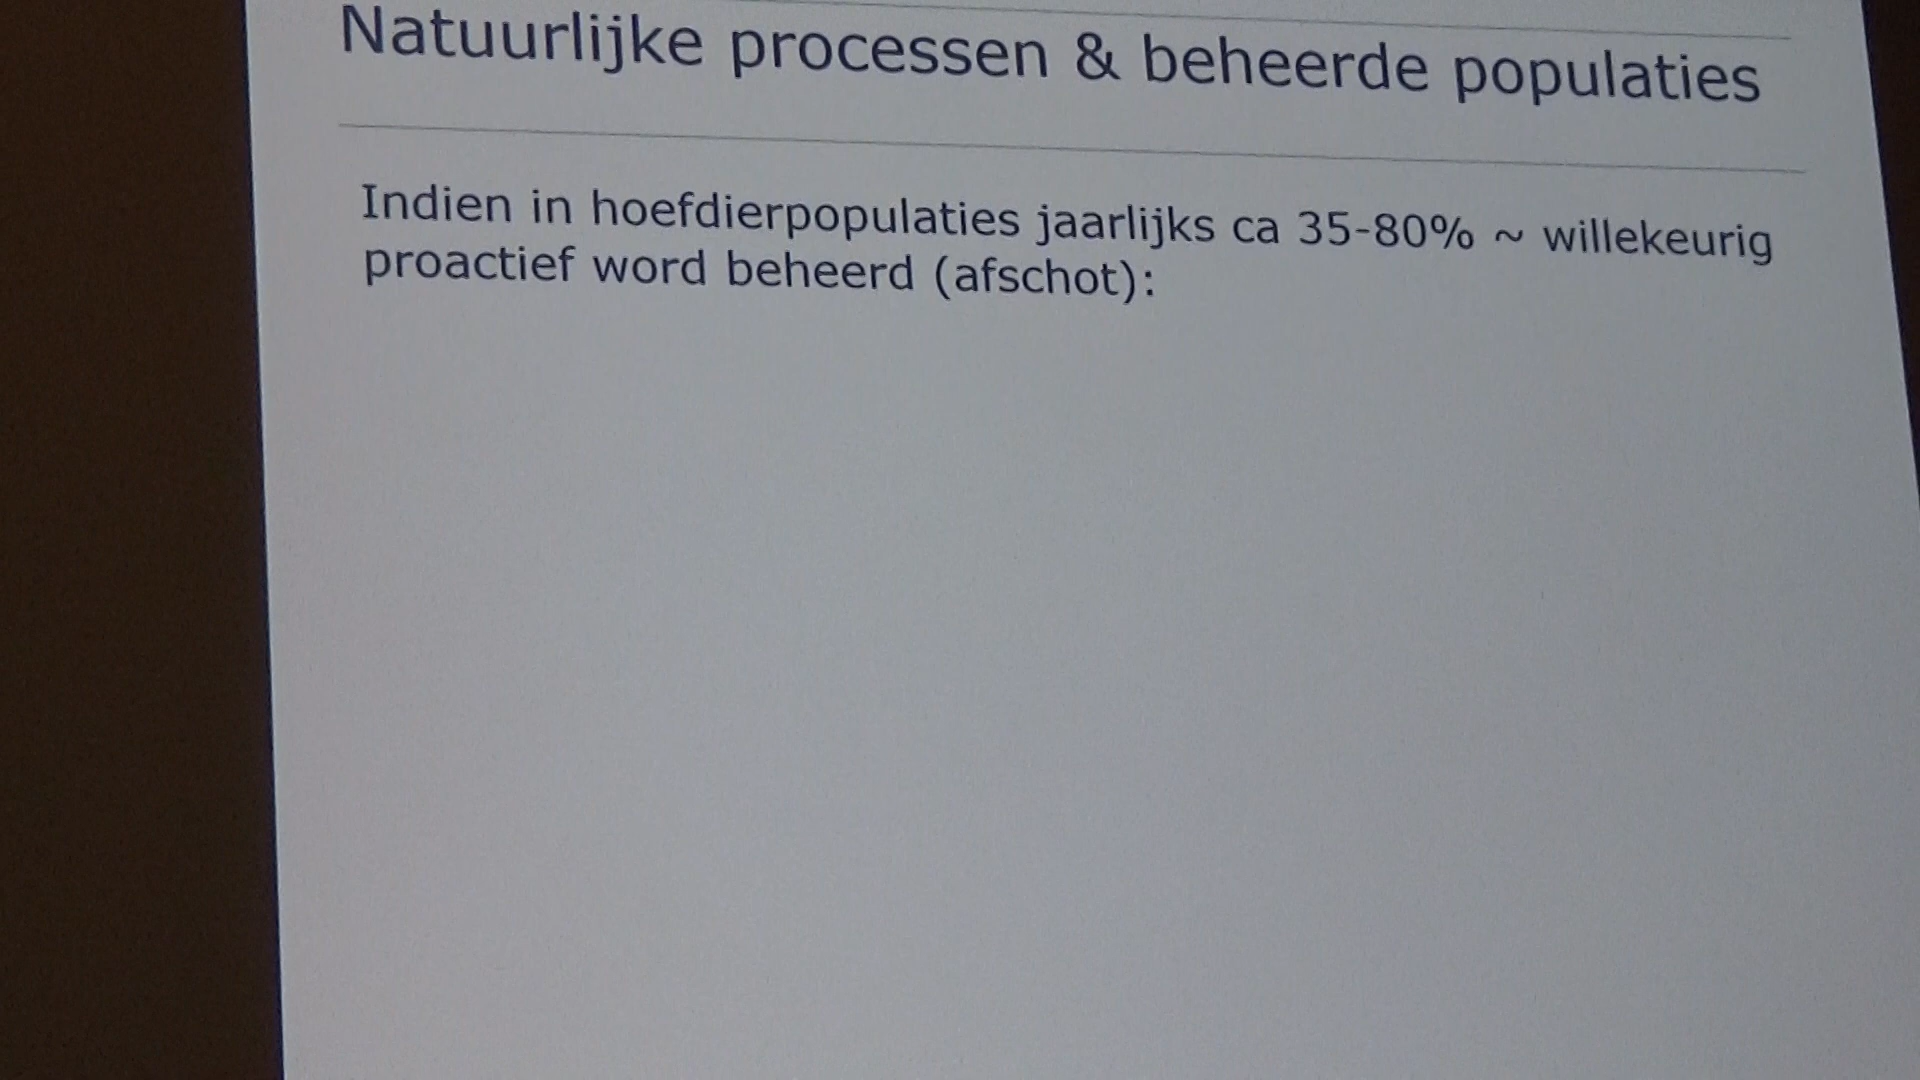 Natuurlijke processen & beheerde populaties
Indien in hoefdierpopulaties jaarlijks ca 35-80% ~ willekeurig
proactief word beheerd (afschot):